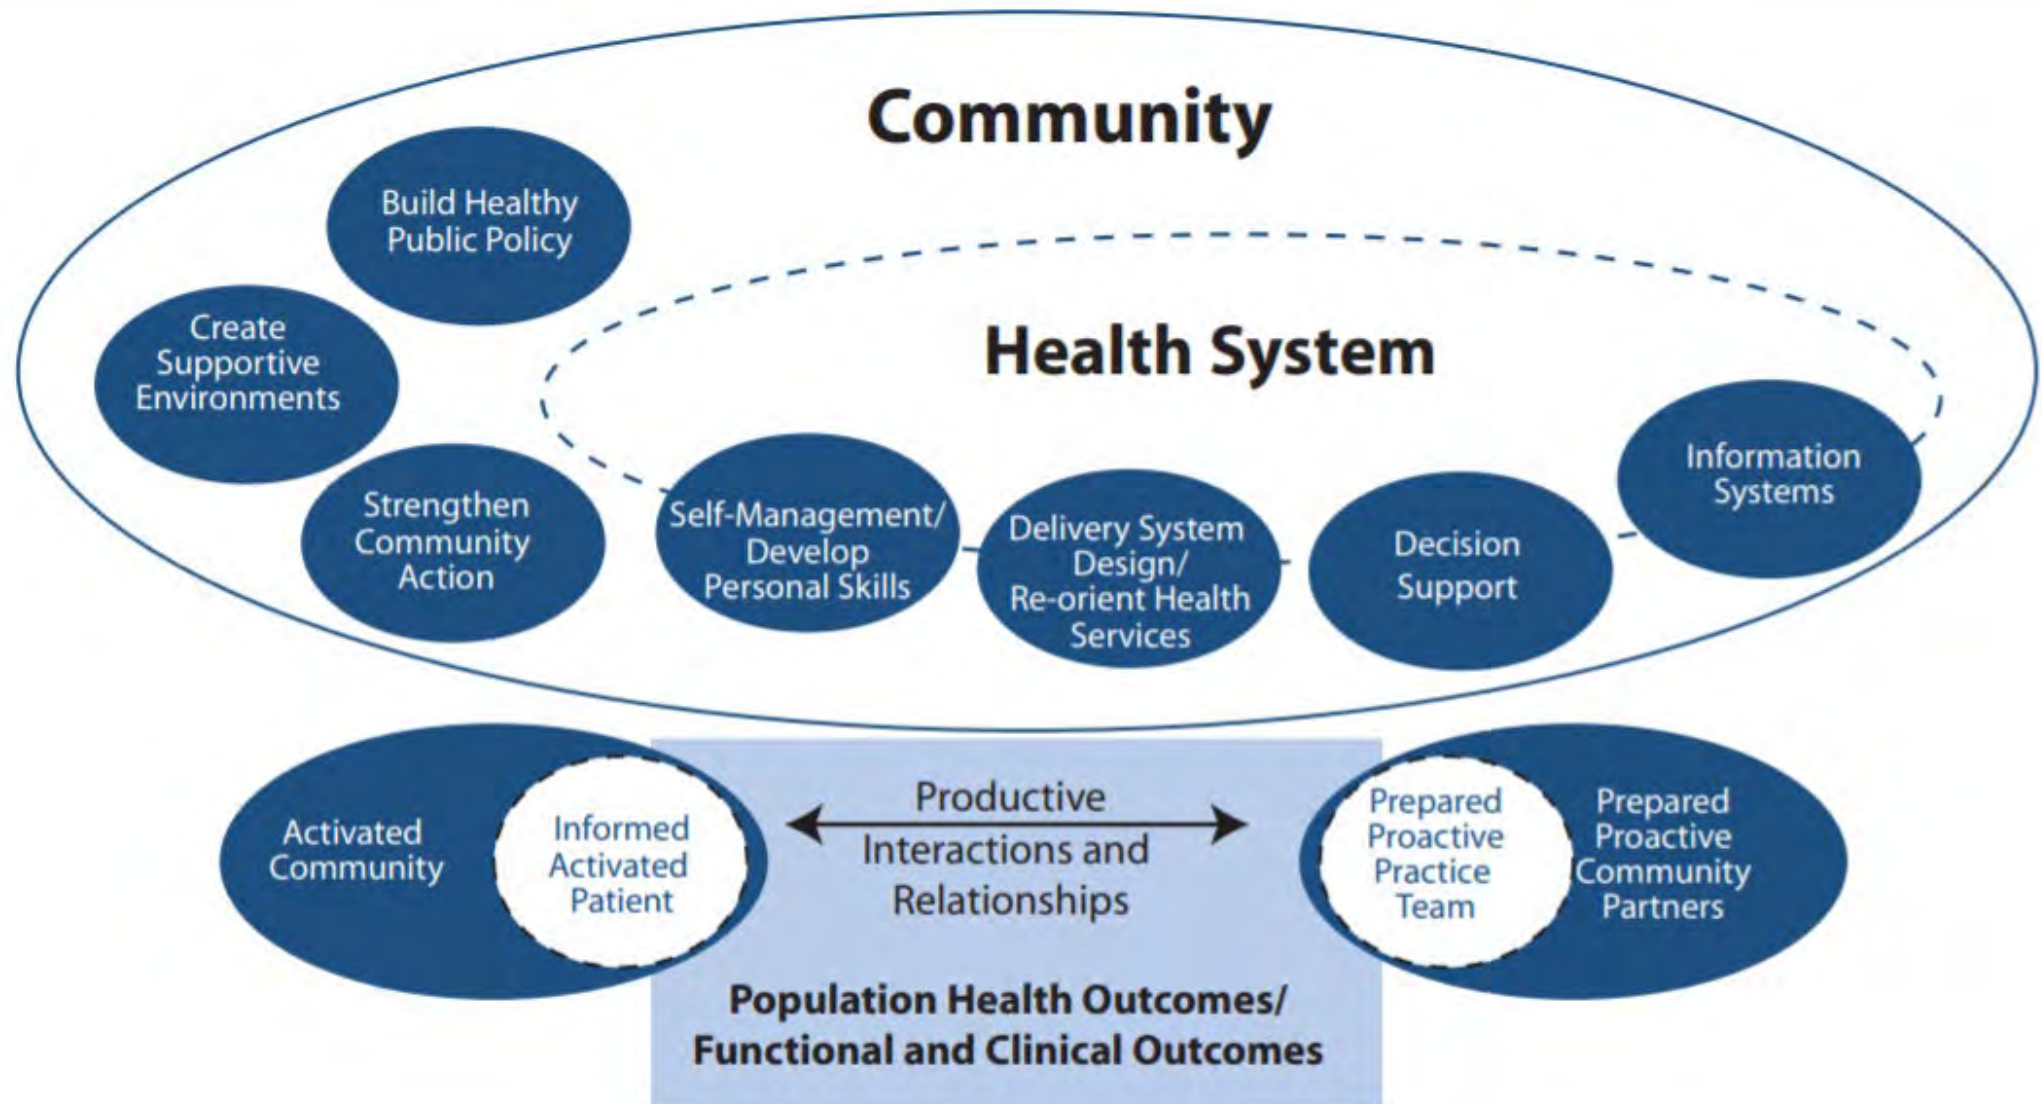 Community
Build Healthy
Public Policy
Create
Supportive
Environments
Health System
Strengthen
Community
Action
Self-Management/
Develop
Personal Skills
Delivery System
Design/
Re-orient Health
Services
Decision
Support
Information
Systems
Activated
Community
Informed
Activated
Patient
Productive
Interactions and
Relationships
Prepared
Proactive
Practice
Team
Prepared
Proactive
Community
Partners
Population Health Outcomes/
Functional and Clinical Outcomes